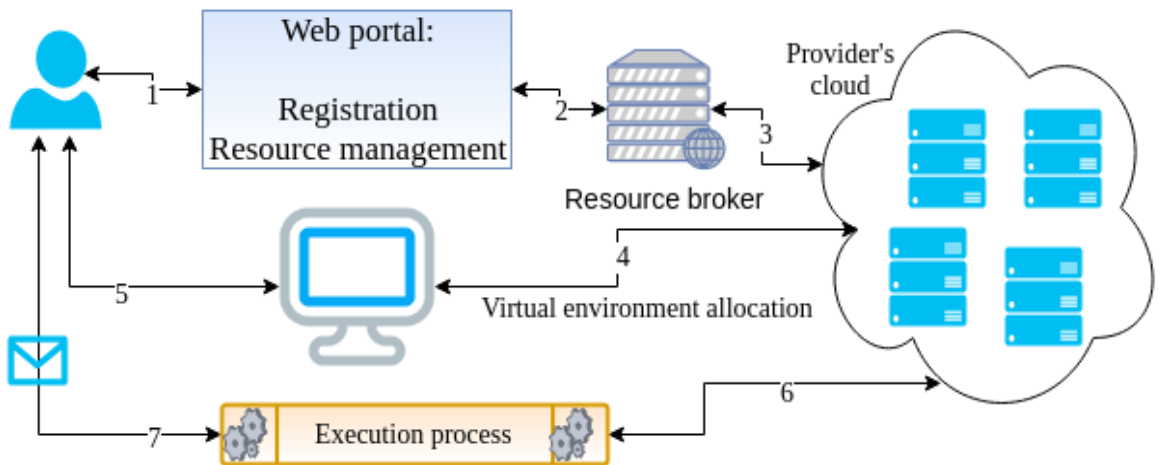 Web portal:
Registration
Resource management
1
2
3
Provider's
cloud
Resource broker
4
5
Virtual environment allocation
6
7
Execution process